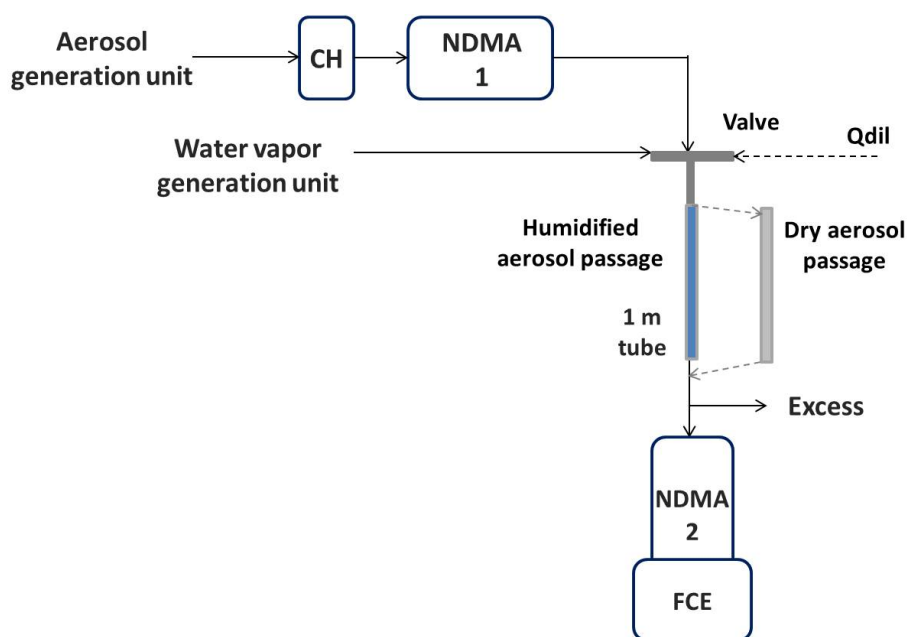 Aerosol
generation unit
CH
NDMA
1
Valve
Qdil
Water vapor
generation unit
Humidified
aerosol passage
Dry aerosol
passage
1 m
tube
Excess
NDMA
2
FCE